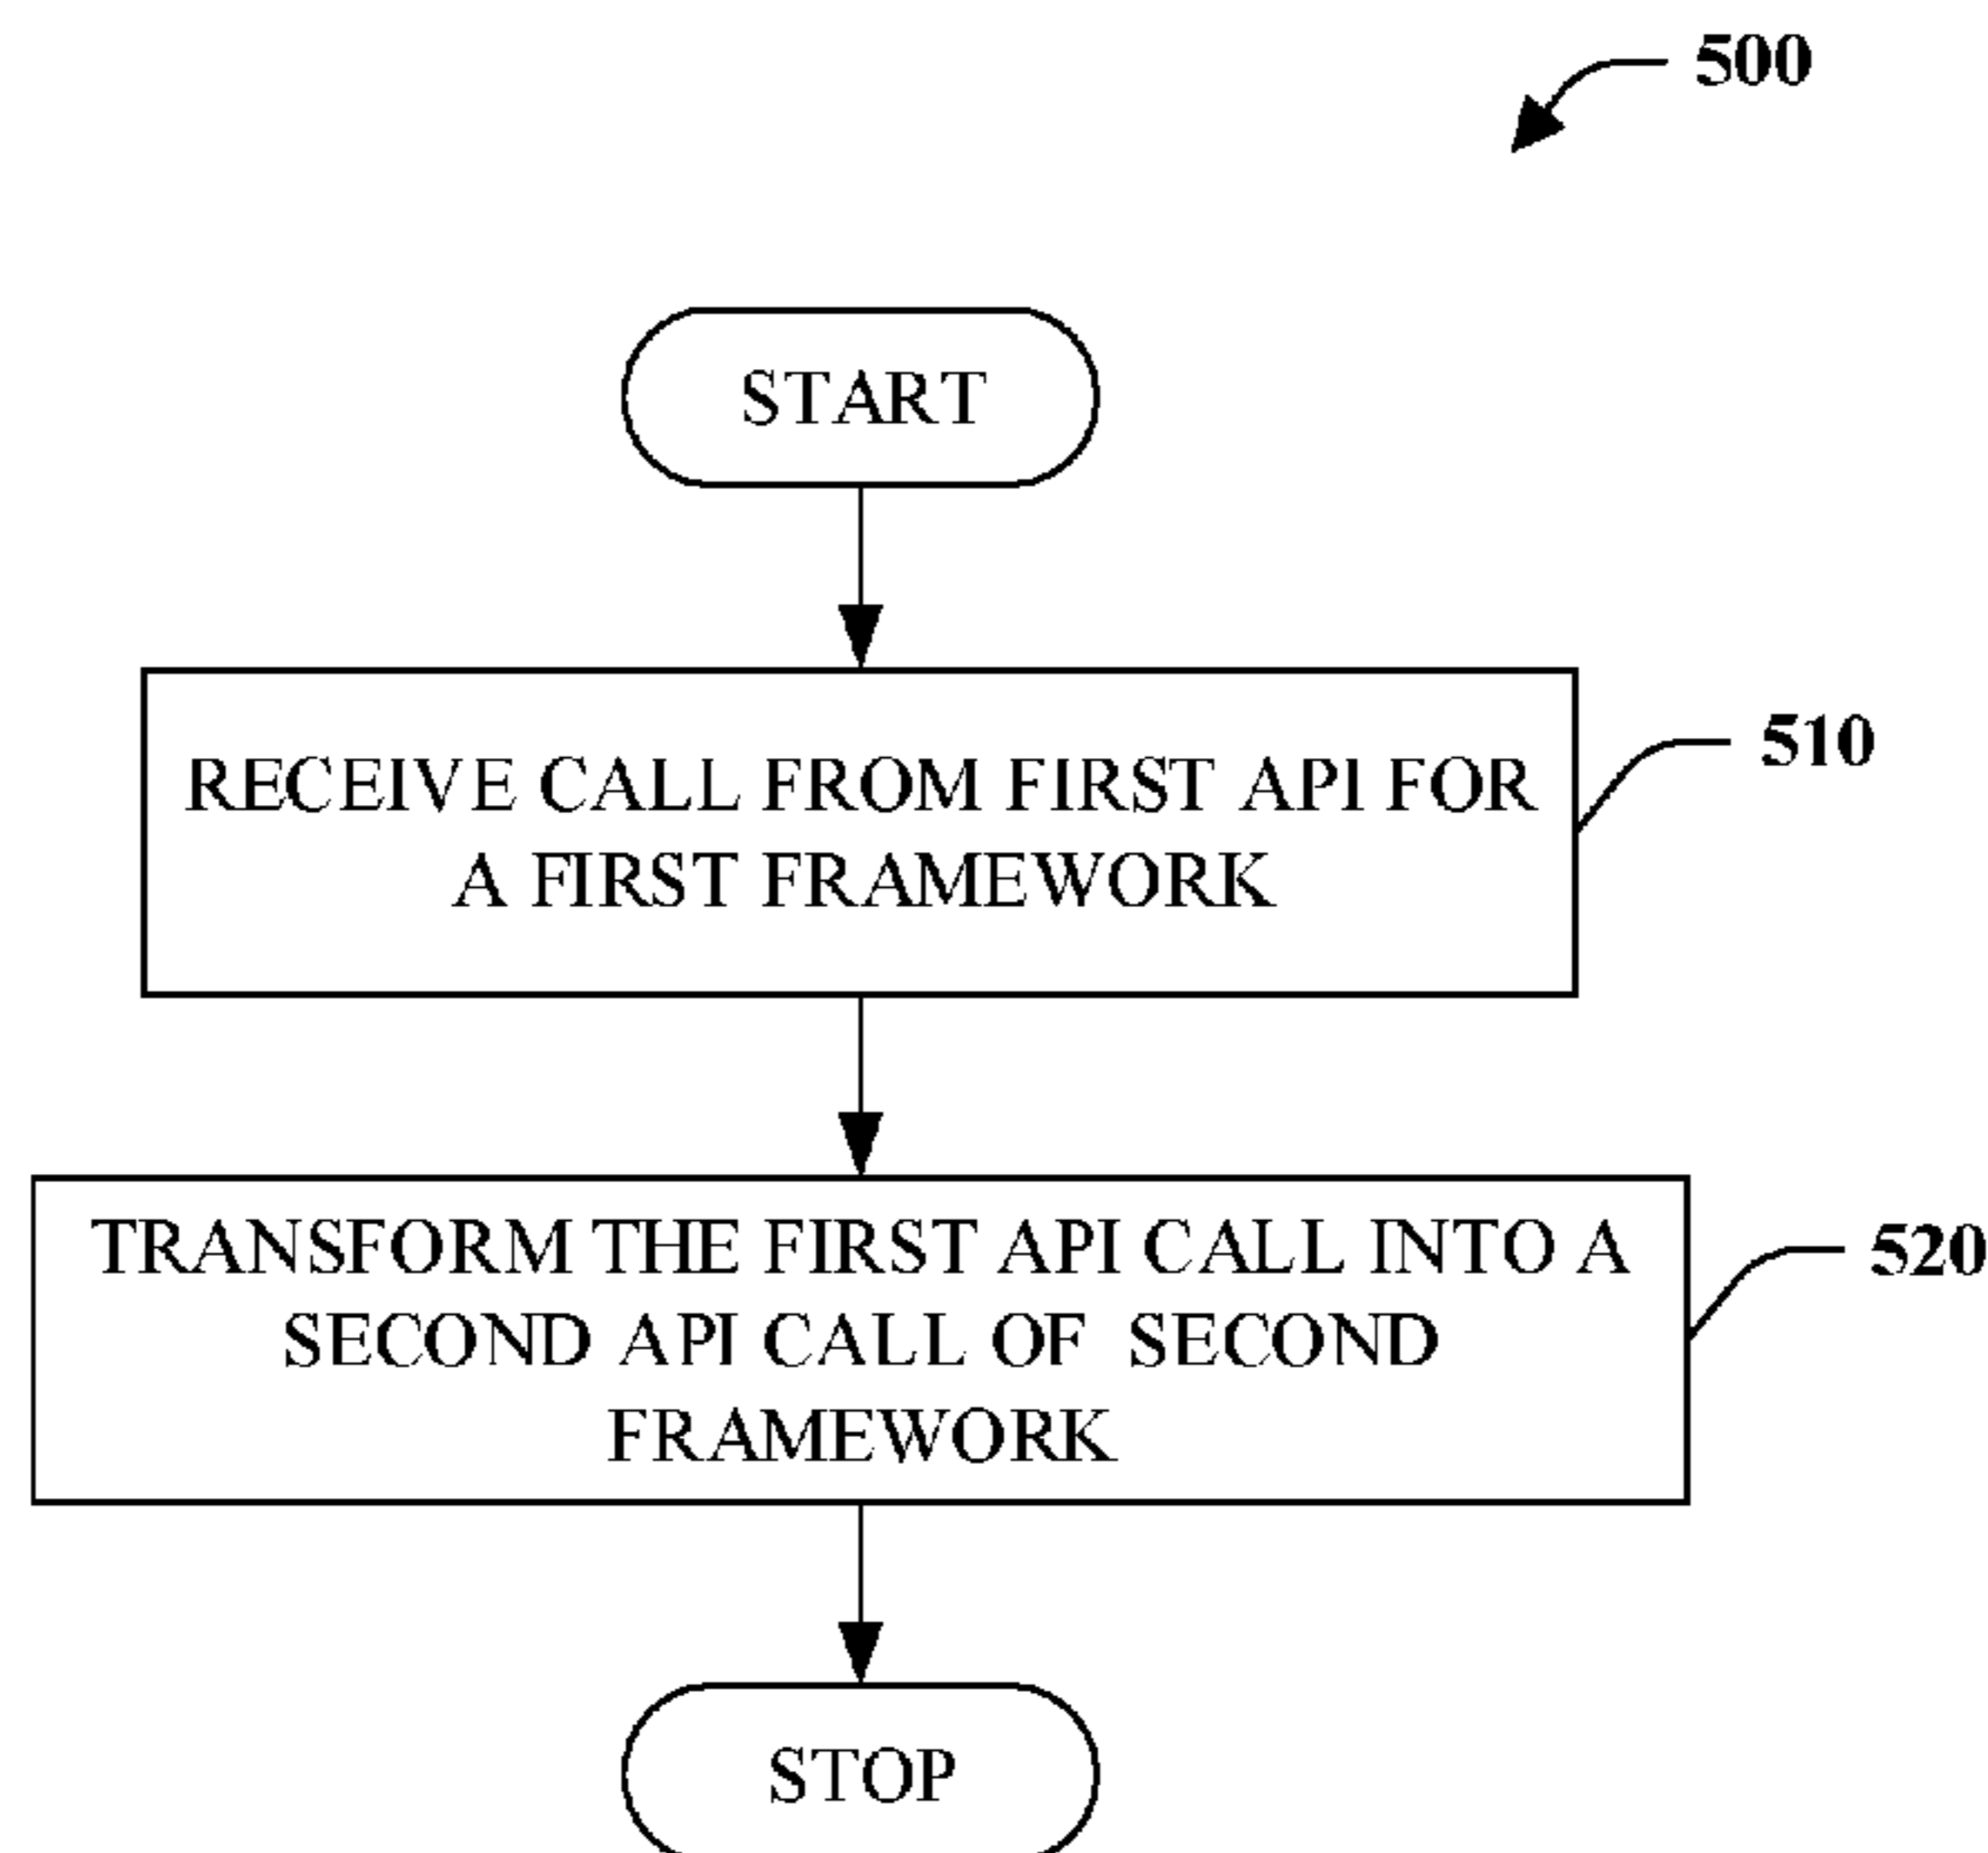 500
START
RECEIVE CALL FROM FIRST API FOR
A FIRST FRAMEWORK
510
TRANSFORM THE FIRST API CALL INTO A
SECOND API CALL OF SECOND
FRAMEWORK
520
STOP